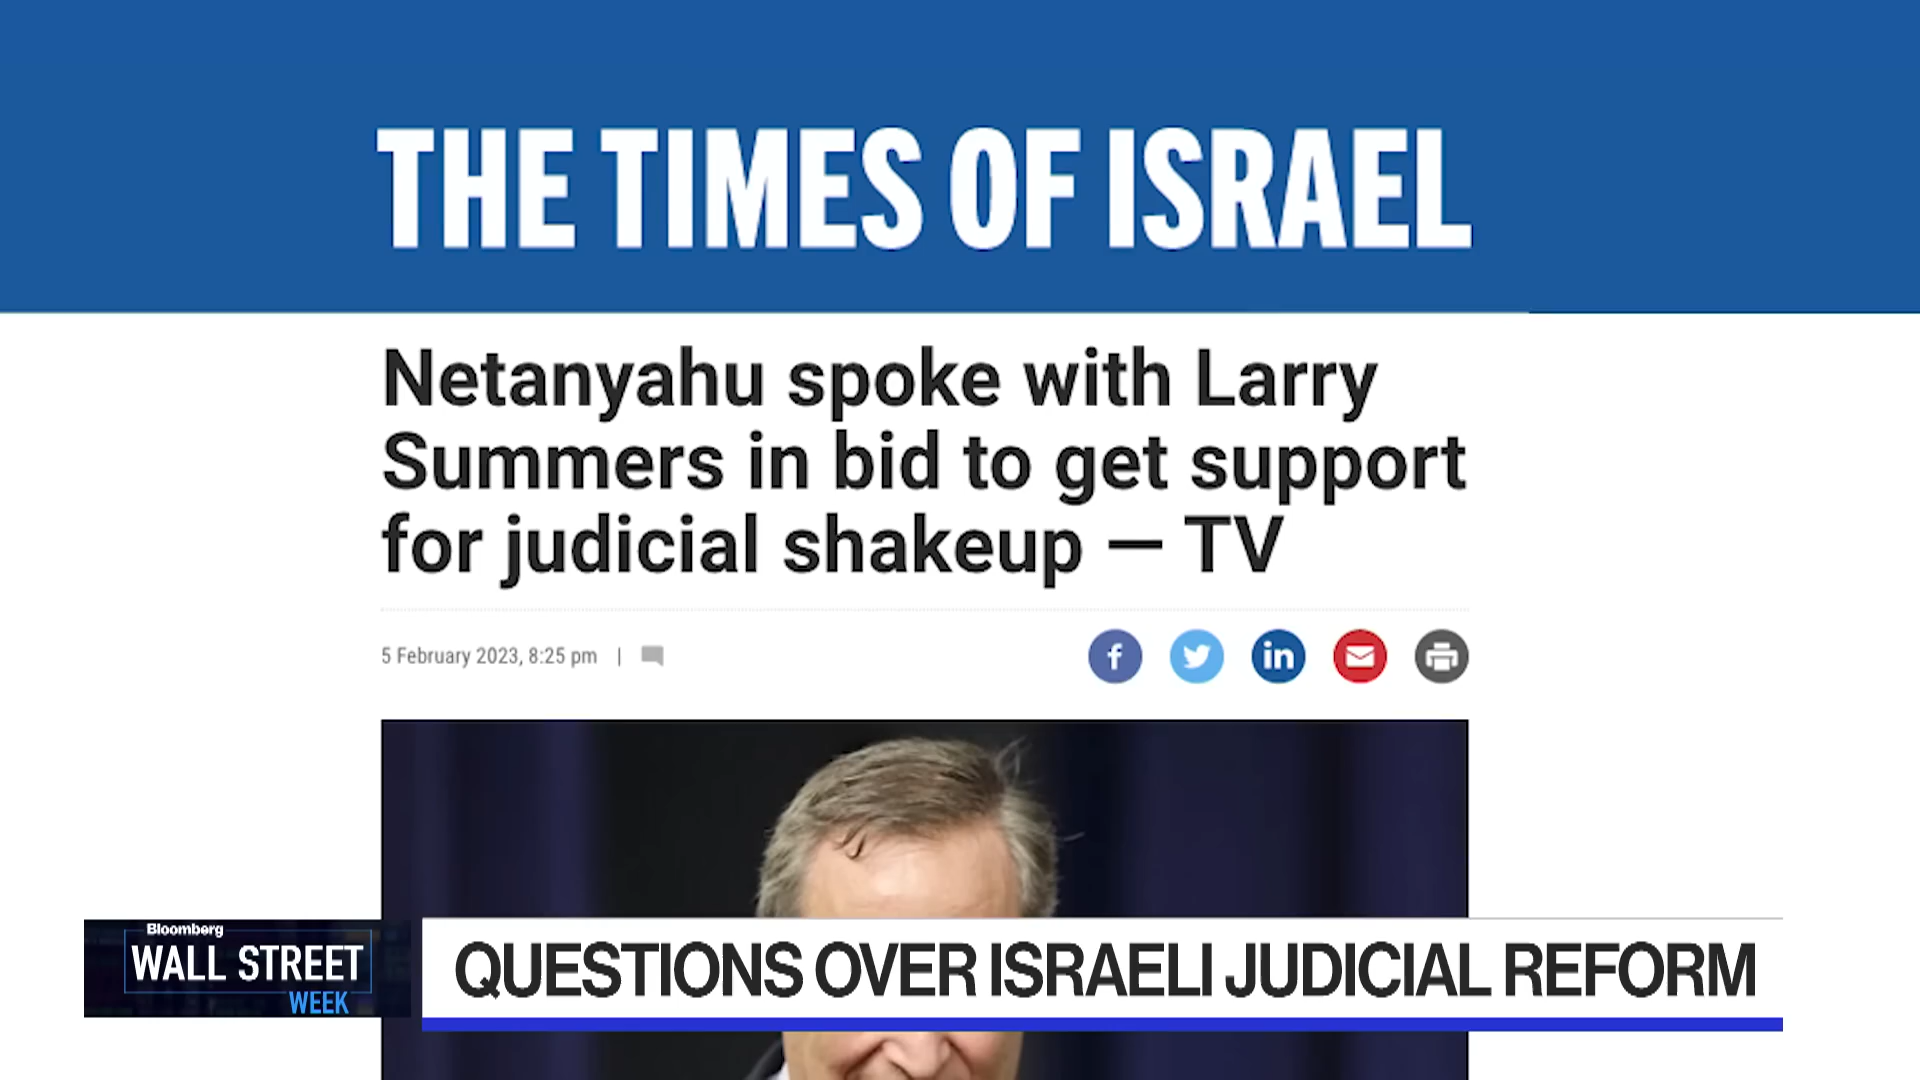 THE TIMES OF ISRAEL
Netanyahu spoke with Larry
Summers in bid to get support
for judicial shakeup — TV
5 February 2023, 8:25 pm |
f
in
Bloomberg
WALL STREET
WEEK
QUESTIONS OVER ISRAELI JUDICIAL REFORM